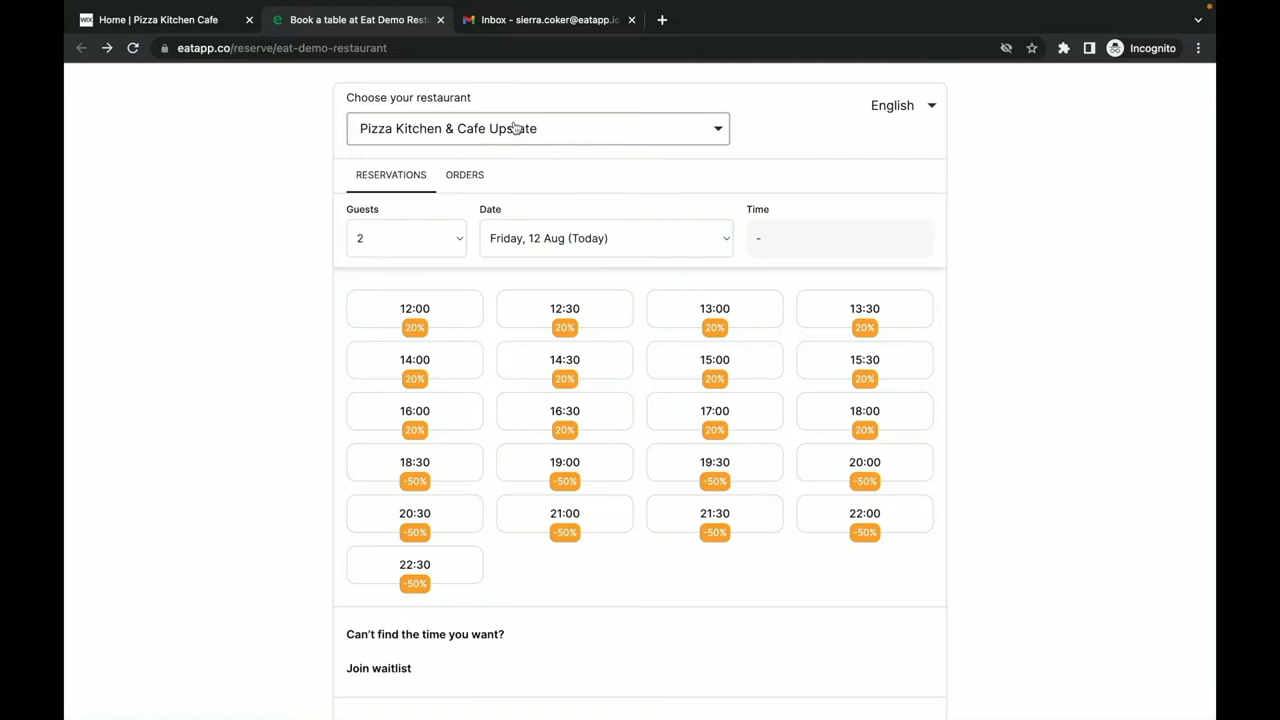 Home | Pizza Kitchen Cafe
Book a table at Eat Demo Rest
Inbox - sierra.coker@eatapp.io
eatapp.co/reserve/eat-demo-restaurant
Incognito
Choose your restaurant
English
Pizza Kitchen & Cafe Upstate
RESERVATIONS ORDERS
Guests Date Time
2 Friday, 12 Aug (Today) -
12:00 12:30 13:00 13:30
20% 20% 20% 20%
14:00 14:30 15:00 15:30
20% 20% 20% 20%
16:00 16:30 17:00 18:00
20% 20% 20% 20%
18:30 19:00 19:30 20:00
-50% -50% -50% -50%
20:30 21:00 21:30 22:00
-50% -50% -50% -50%
22:30
-50%
Can't find the time you want?
Join waitlist